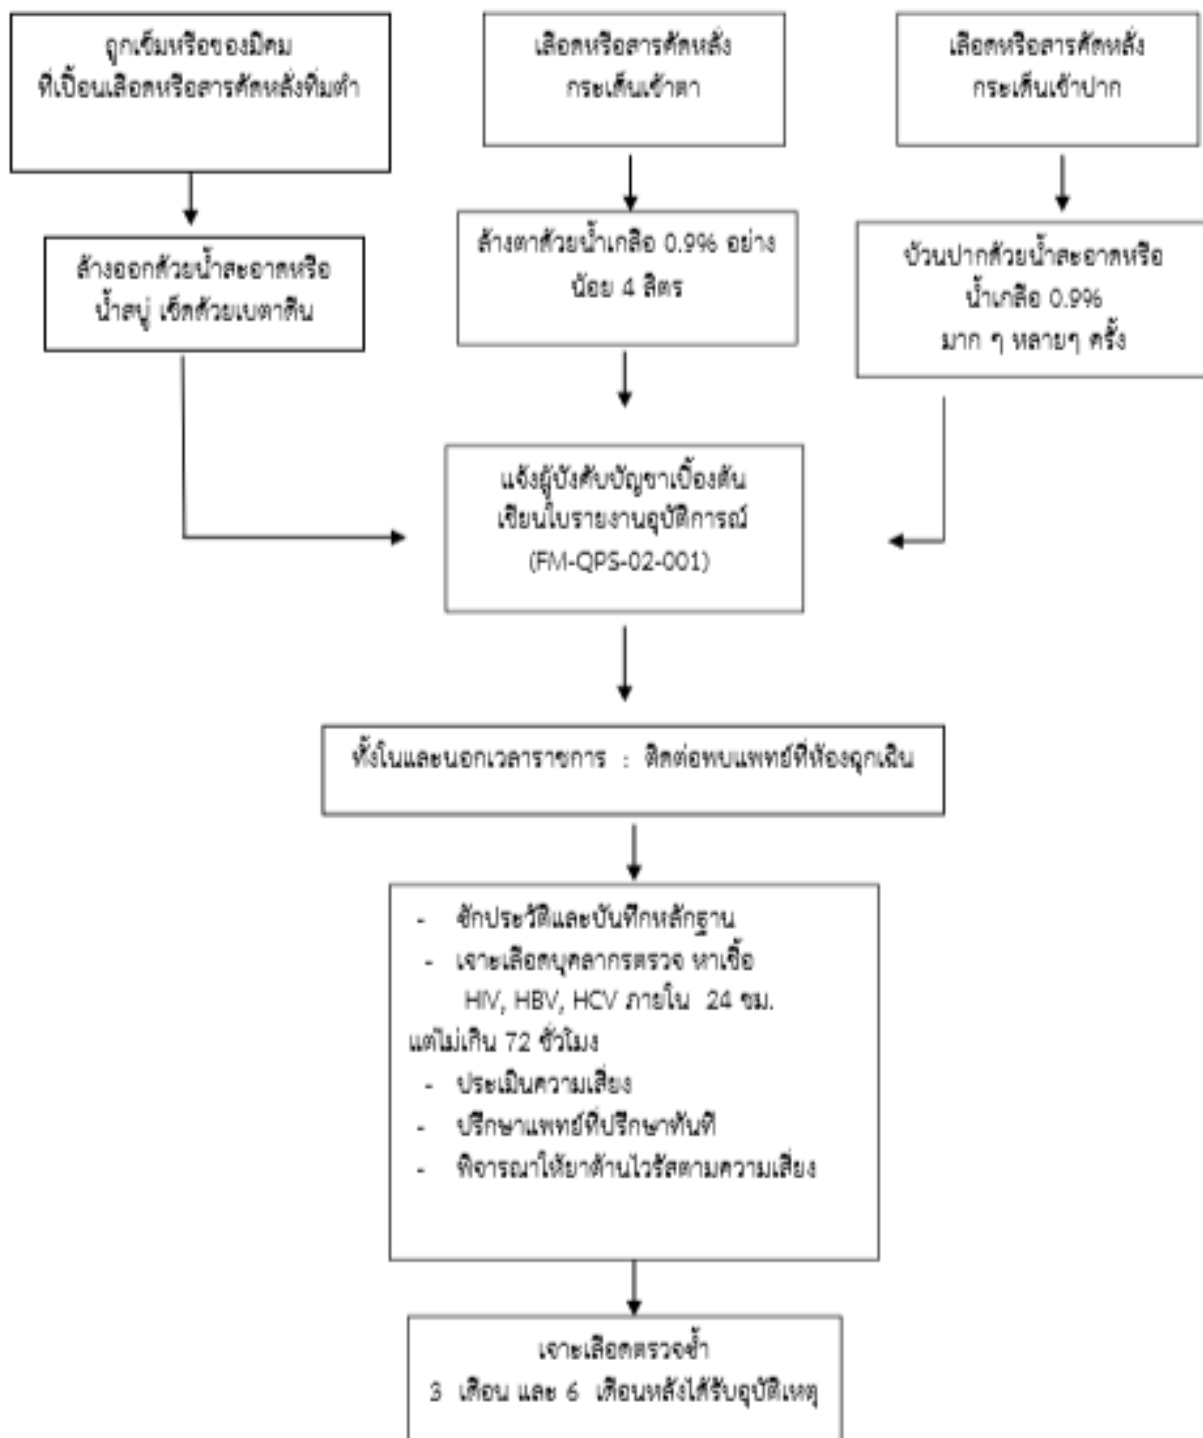 ถูกเข็มหรือของมีคม
ที่เปื้อนเลือดหรือสารคัดหลั่งทิ่มตำ
เลือดหรือสารคัดหลั่ง
กระเด็นเข้าตา
เลือดหรือสารคัดหลั่ง
กระเด็นเข้าปาก
ล้างออกด้วยน้ำสะอาดหรือ
น้ำสบู่ เช็ดด้วยเบตาดีน
ล้างตาด้วยน้ำเกลือ 0.9% อย่าง
น้อย 4 ลิตร
บ้วนปากด้วยน้ำสะอาดหรือ
น้ำเกลือ 0.9%
มาก ๆ หลายๆ ครั้ง
แจ้งผู้บังคับบัญชาเบื้องต้น
เขียนใบรายงานอุบัติการณ์
(FM-QPS-02-001)
ทั้งในและนอกเวลาราชการ : ติดต่อพบแพทย์ที่ห้องฉุกเฉิน
- ซักประวัติและบันทึกหลักฐาน
- เจาะเลือดบุคลากรตรวจ หาเชื้อ
HIV, HBV, HCV ภายใน 24 ชม.
แต่ไม่เกิน 72 ชั่วโมง
- ประเมินความเสี่ยง
- ปรึกษาแพทย์ที่ปรึกษาทันที
- พิจารณาให้ยาต้านไวรัสตามความเสี่ยง
เจาะเลือดตรวจซ้ำ
3 เดือน และ 6 เดือนหลังได้รับอุบัติเหตุ